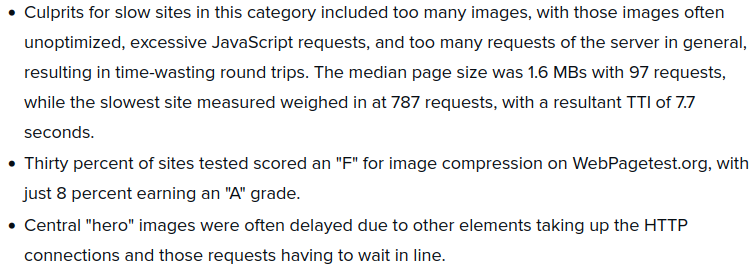 • Culprits for slow sites in this category included too many images, with those images often
unoptimized, excessive JavaScript requests, and too many requests of the server in general,
resulting in time-wasting round trips. The median page size was 1.6 MBs with 97 requests,
while the slowest site measured weighed in at 787 requests, with a resultant TTI of 7.7
seconds.
• Thirty percent of sites tested scored an "F" for image compression on WebPagetest.org, with
just 8 percent earning an "A" grade.
• Central "hero" images were often delayed due to other elements taking up the HTTP
connections and those requests having to wait in line.